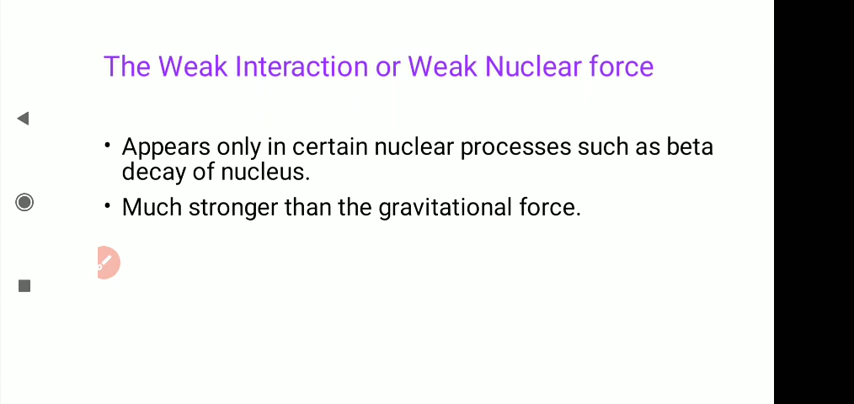 The Weak Interaction or Weak Nuclear force
• Appears only in certain nuclear processes such as beta
decay of nucleus.
• Much stronger than the gravitational force.